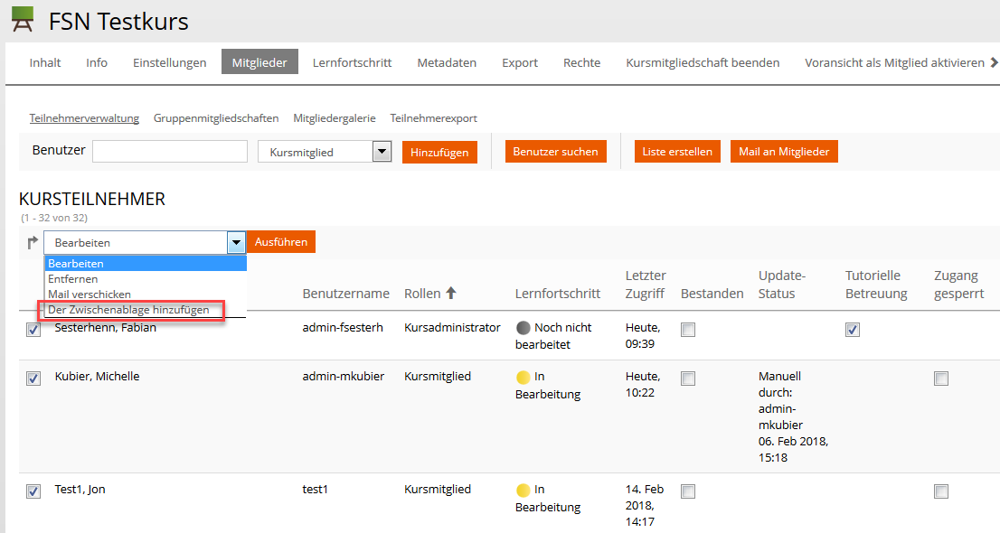 FSN Testkurs
Inhalt Info Einstellungen Mitglieder Lernfortschritt Metadaten Export Rechte Kursmitgliedschaft beenden Voransicht als Mitglied aktivieren
Teilnehmerverwaltung Gruppenmitgliedschaften Mitgliedergalerie Teilnehmerexport
Benutzer Kursmitglied Hinzufügen Benutzer suchen Liste erstellen Mail an Mitglieder
KURSTEILNEHMER
(1 - 32 von 32)
Bearbeiten Ausführen
Bearbeiten
Entfernen
Mail verschicken
Der Zwischenablage hinzufügen
Benutzername Rollen Lernfortschritt Letzter Zugriff Bestanden Update-Status Tutorielle Betreuung Zugang gesperrt
Sesterhenn, Fabian admin-fsesterh Kursadministrator Noch nicht Heute,
bearbeitet 09:39
Kubier, Michelle admin-mkubier Kursmitglied In Heute, Manuell
Bearbeitung 10:22 durch:
admin-
mkubier
06. Feb 2018,
15:18
Test1, Jon test1 Kursmitglied In 14. Feb
Bearbeitung 2018,
14:17